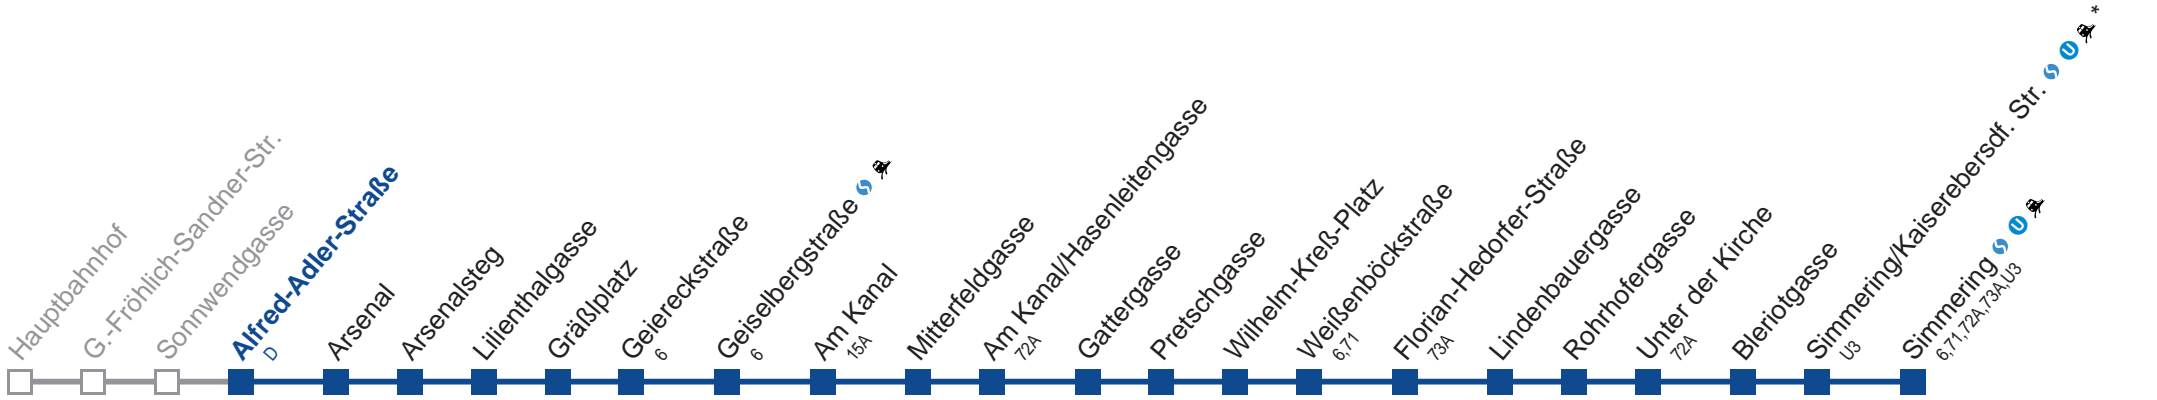 Hauptbahnhof
G.-Fröhlich-Sandner-Str.
Sonnwendgasse
Alfred-Adler-Straße
D
Arsenal
Arsenalsteg
Lilienthalgasse
Gräßlplatz
Geiereckstraße
6
Geiselbergstraße
6
Am Kanal
15A
Mitterfeldgasse
Am Kanal/Hasenleitengasse
72A
Gattergasse
Pretschgasse
Wilhelm-Kreß-Platz
Weißenböckstraße
6,71
Florian-Hedorfer-Straße
73A
Lindenbauergasse
Rohrhofergasse
Unter der Kirche
72A
Bleriotgasse
Simmering/Kaiserebersdf. Str. U *
U3
Simmering U
6,71,72A,73A,U3